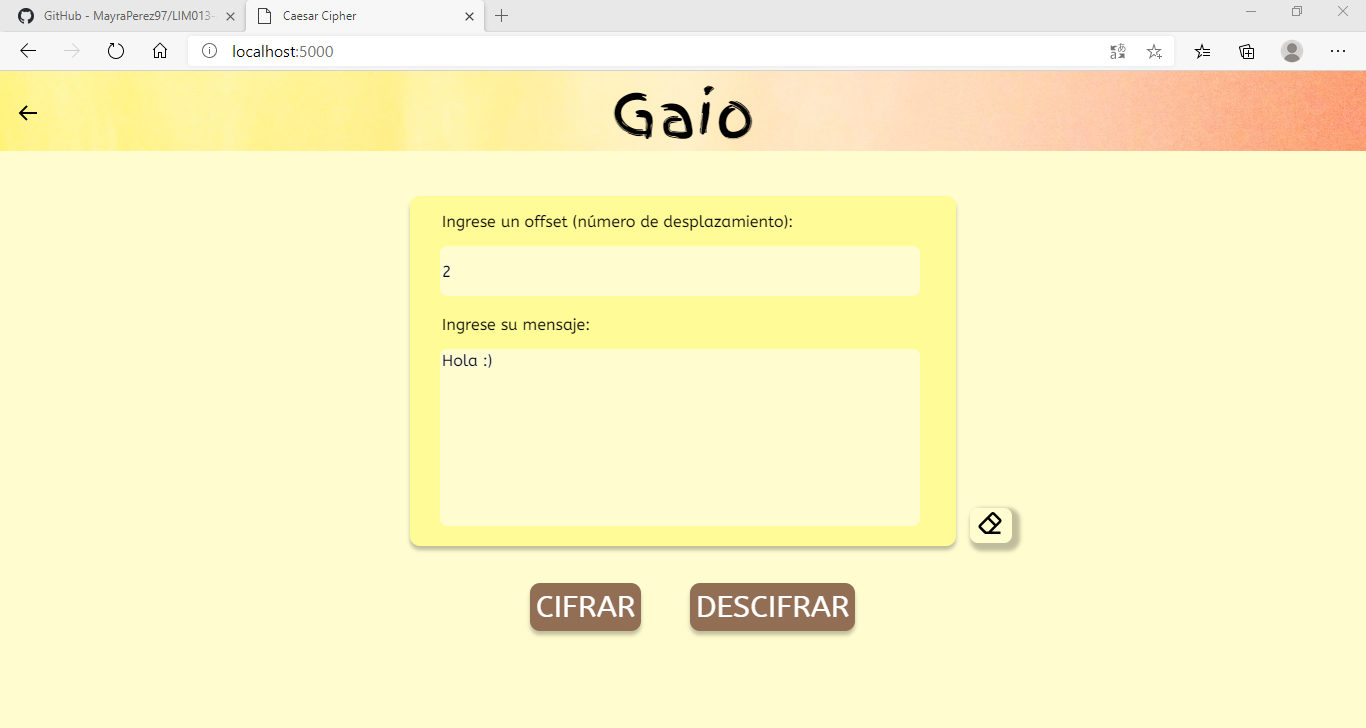 GitHub - MayraPerez97/LIM013-
Caesar Cipher
localhost:5000
Gaio
Ingrese un offset (número de desplazamiento):
2
Ingrese su mensaje:
Hola :)
CIFRAR
DESCIFRAR